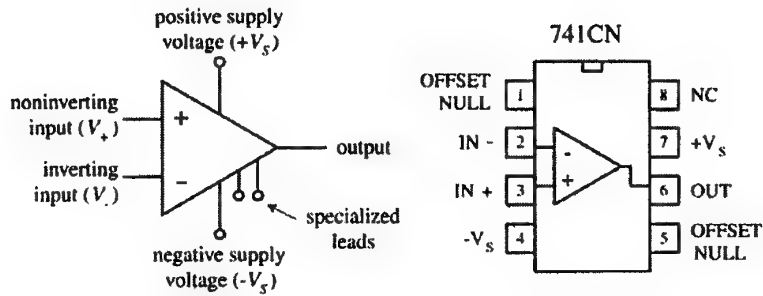 positive supply
voltage (+V_S)
noninverting
input (V_+)
inverting
input (V_-)
output
specialized
leads
negative supply
voltage (-V_S)
741CN
OFFSET
NULL
1
8
NC
IN -
2
-
7
+V_S
IN +
3
+
6
OUT
-V_S
4
5
OFFSET
NULL
+
−